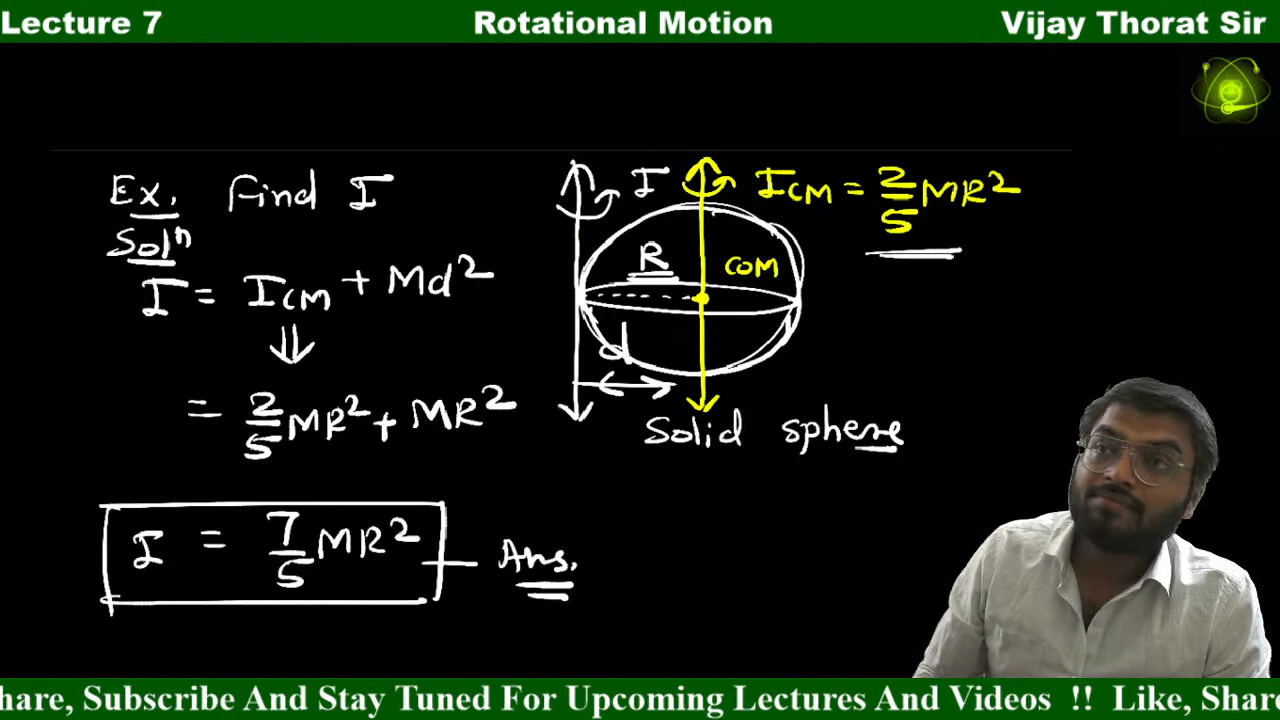 Lecture 7 Rotational Motion Vijay Thorat Sir
Ex. Find I
Solⁿ
I = ICM + Md²
⇓
= 2/5 MR² + MR²
I = 7/5 MR² — Ans.
I
ICM = 2/5 MR²
R
COM
d
Solid sphere
hare, Subscribe And Stay Tuned For Upcoming Lectures And Videos !! Like, Share